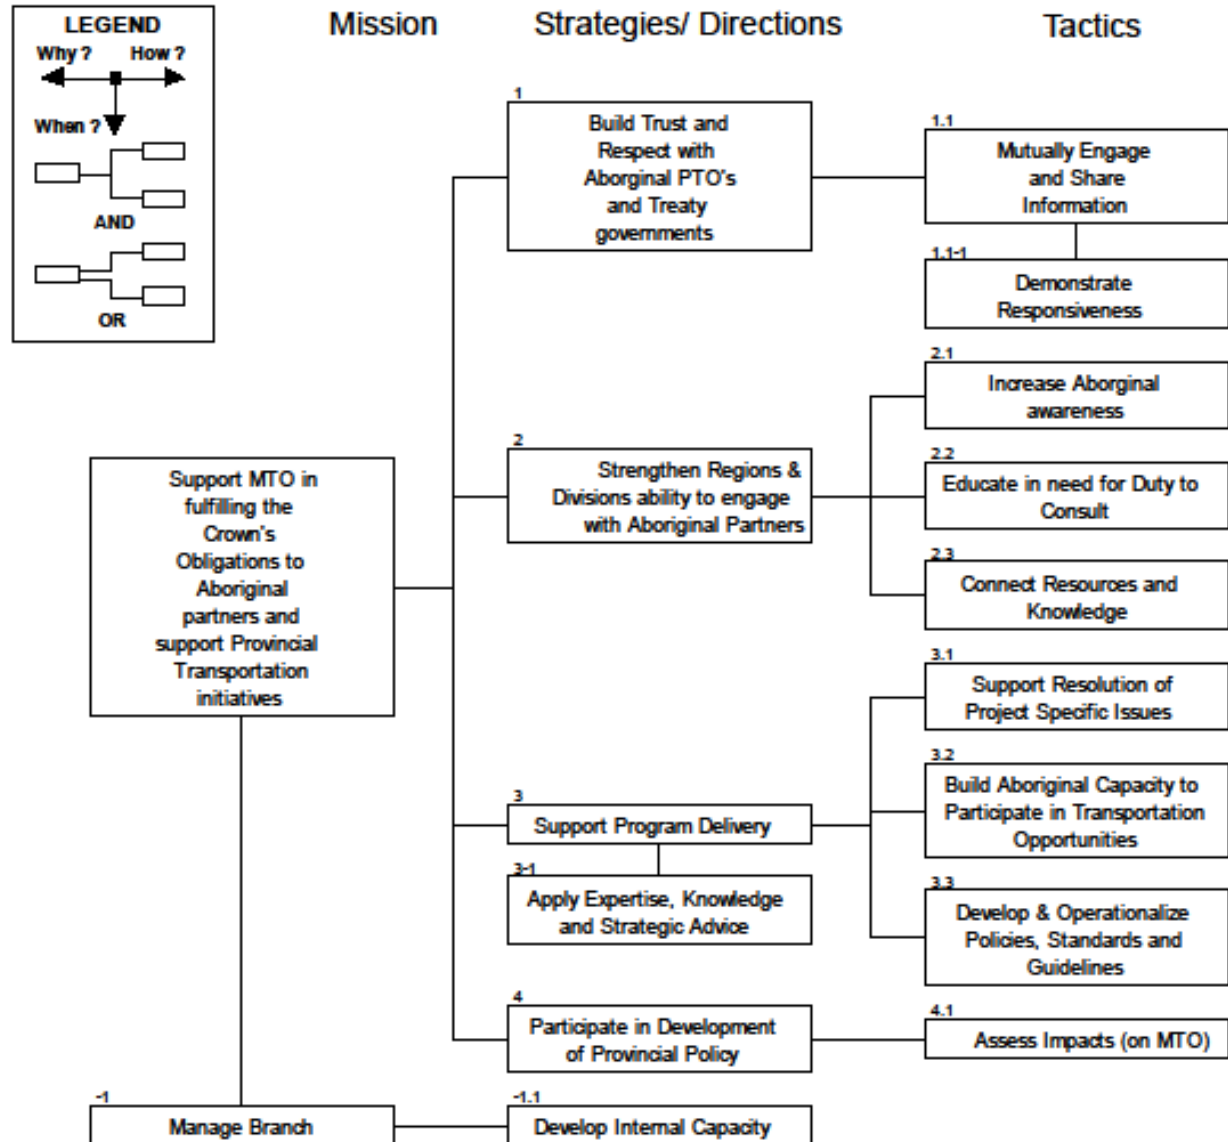 LEGEND
Why ? How ?
When ?
AND
OR
Mission
Strategies/ Directions
Tactics
1
Build Trust and
Respect with
Aborginal PTO's
and Treaty
governments
1.1
Mutually Engage
and Share
Information
1.1-1
Demonstrate
Responsiveness
2.1
Increase Aborginal
awareness
2
Strengthen Regions &
Divisions ability to engage
with Aboriginal Partners
2.2
Educate in need for Duty to
Consult
2.3
Connect Resources and
Knowledge
Support MTO in
fulfilling the
Crown's
Obligations to
Aboriginal
partners and
support Provincial
Transportation
initiatives
3.1
Support Resolution of
Project Specific Issues
3.2
Build Aboriginal Capacity to
Participate in Transportation
Opportunities
3
Support Program Delivery
3-1
Apply Expertise, Knowledge
and Strategic Advice
3.3
Develop & Operationalize
Policies, Standards and
Guidelines
4
Participate in Development
of Provincial Policy
4.1
Assess Impacts (on MTO)
-1
Manage Branch
-1.1
Develop Internal Capacity